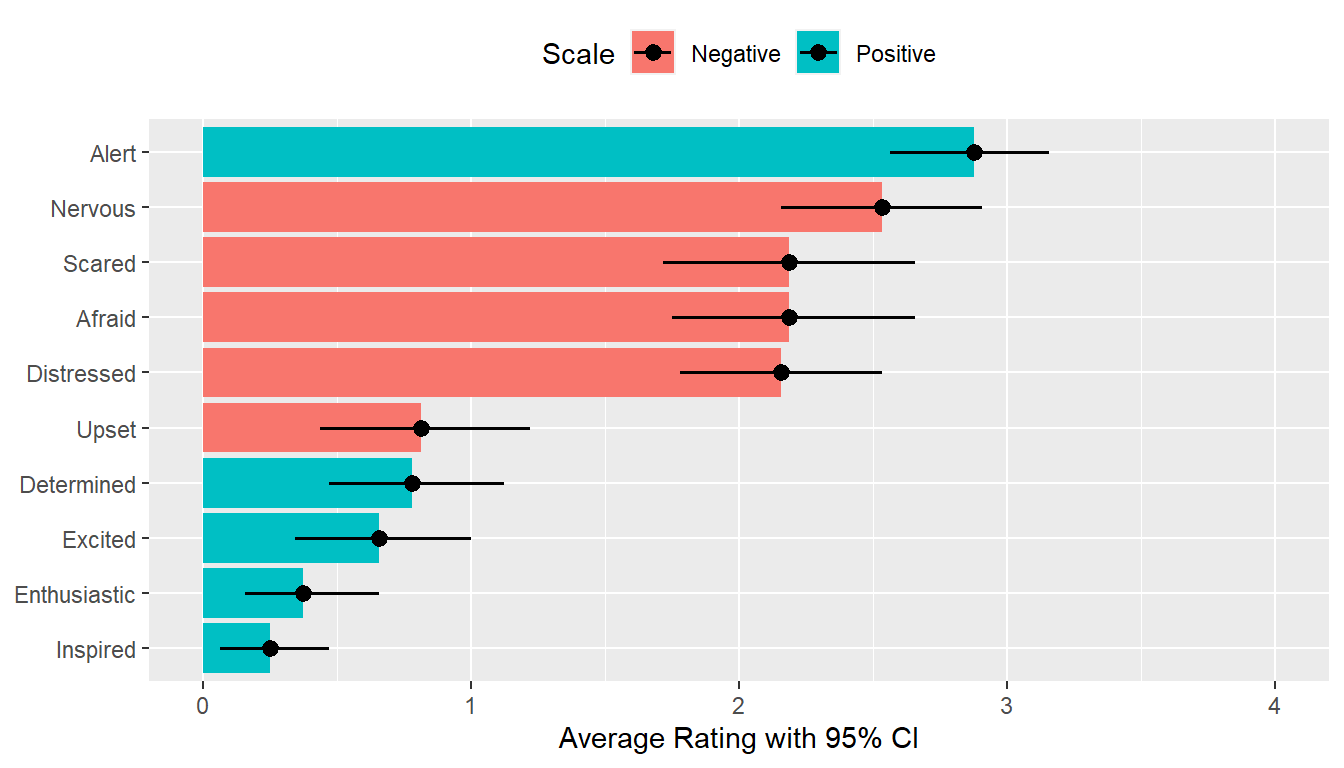 Scale Negative Positive
Alert
Nervous
Scared
Afraid
Distressed
Upset
Determined
Excited
Enthusiastic
Inspired
0 1 2 3 4
Average Rating with 95% CI